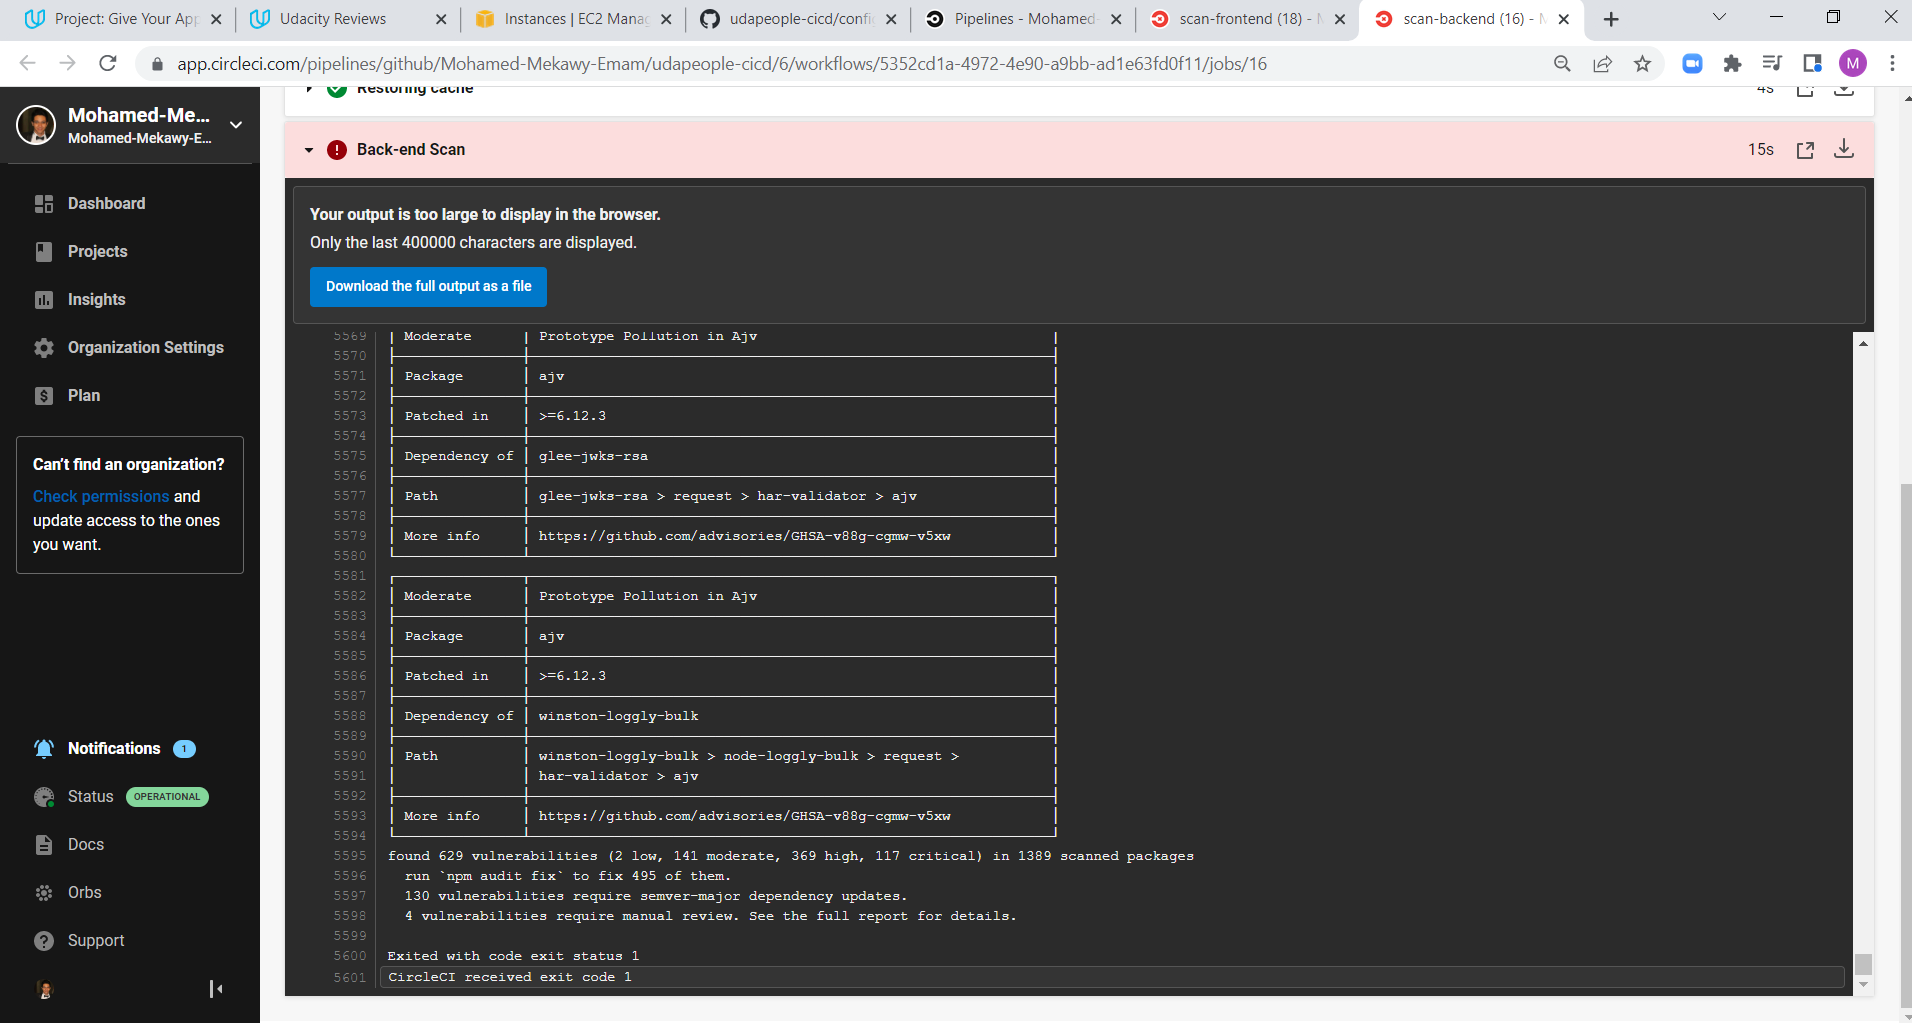 Project: Give Your App
Udacity Reviews
Instances | EC2 Manag
udapeople-cicd/confi
Pipelines - Mohamed-
scan-frontend (18) - M
scan-backend (16) - M
app.circleci.com/pipelines/github/Mohamed-Mekawy-Emam/udapeople-cicd/6/workflows/5352cd1a-4972-4e90-a9bb-ad1e63fd0f11/jobs/16
M
Mohamed-Me...
Mohamed-Mekawy-E...
Dashboard
Projects
Insights
Organization Settings
Plan
Can't find an organization?
Check permissions and
update access to the ones
you want.
Notifications 1
Status OPERATIONAL
Docs
Orbs
Support
Restoring cache 4s
Back-end Scan 15s
Your output is too large to display in the browser.
Only the last 400000 characters are displayed.
Download the full output as a file
5569 Moderate Prototype Pollution in Ajv
5570
5571 Package ajv
5572
5573 Patched in >=6.12.3
5574
5575 Dependency of glee-jwks-rsa
5576
5577 Path glee-jwks-rsa > request > har-validator > ajv
5578
5579 More info https://github.com/advisories/GHSA-v88g-cgmw-v5xw
5580
5581
5582 Moderate Prototype Pollution in Ajv
5583
5584 Package ajv
5585
5586 Patched in >=6.12.3
5587
5588 Dependency of winston-loggly-bulk
5589
5590 Path winston-loggly-bulk > node-loggly-bulk > request >
5591 har-validator > ajv
5592
5593 More info https://github.com/advisories/GHSA-v88g-cgmw-v5xw
5594
5595 found 629 vulnerabilities (2 low, 141 moderate, 369 high, 117 critical) in 1389 scanned packages
5596 run `npm audit fix` to fix 495 of them.
5597 130 vulnerabilities require semver-major dependency updates.
5598 4 vulnerabilities require manual review. See the full report for details.
5599
5600 Exited with code exit status 1
5601 CircleCI received exit code 1